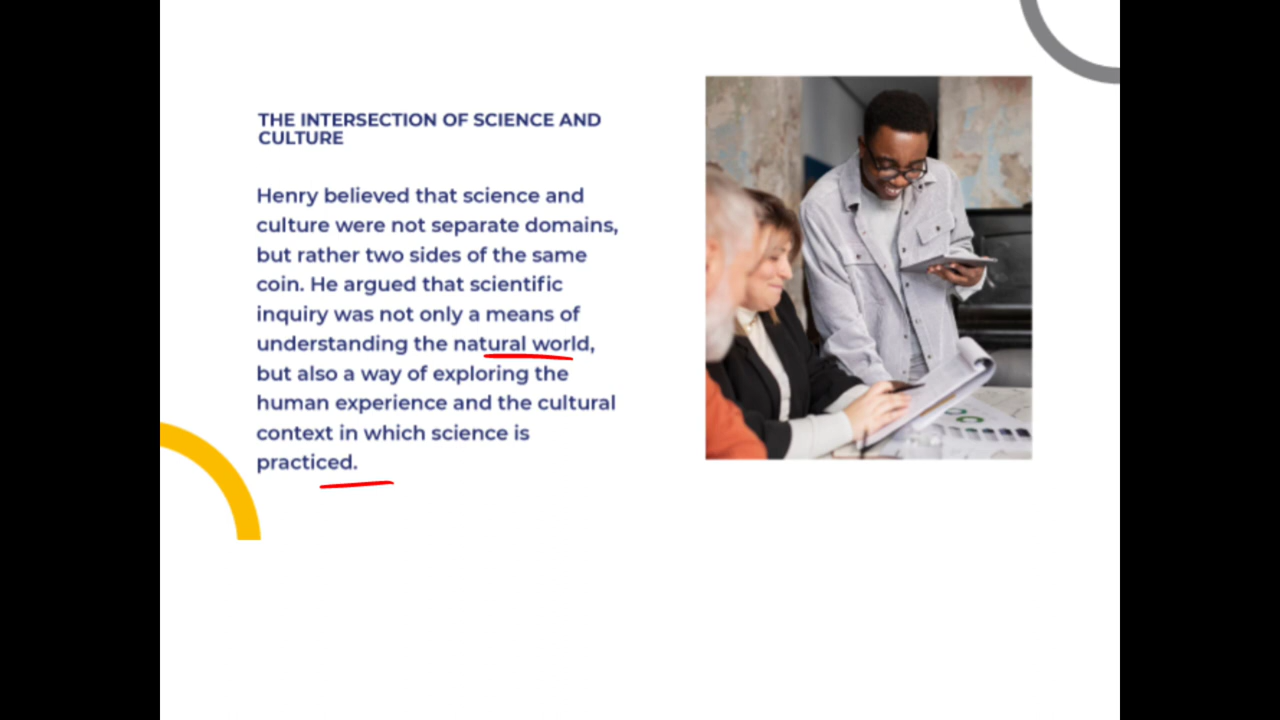 THE INTERSECTION OF SCIENCE AND
CULTURE
Henry believed that science and
culture were not separate domains,
but rather two sides of the same
coin. He argued that scientific
inquiry was not only a means of
understanding the natural world,
but also a way of exploring the
human experience and the cultural
context in which science is
practiced.